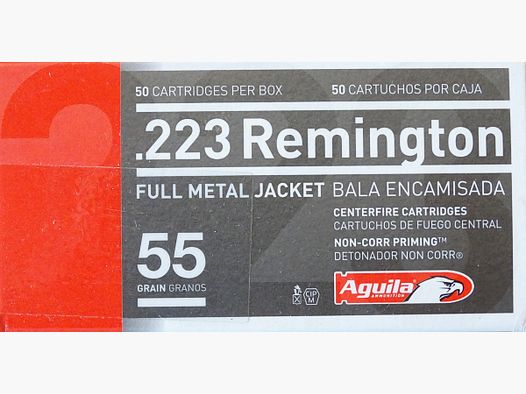 50 CARTRIDGES PER BOX 50 CARTUCHOS POR CAJA
.223 Remington
FULL METAL JACKET BALA ENCAMISADA
55
GRAIN GRANOS
CENTERFIRE CARTRIDGES
CARTUCHOS DE FUEGO CENTRAL
NON-CORR PRIMING™
DETONADOR NON CORR®
CIP
M
Aguila
AMMUNITION